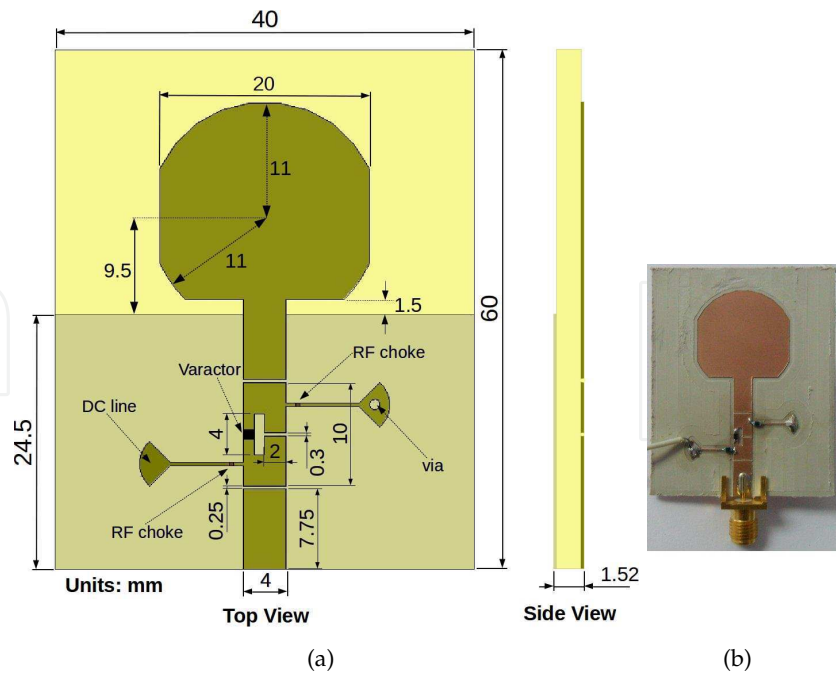 40
20
11
11
9.5
1.5
60
RF choke
Varactor
DC line
4
2
10
0.3
via
24.5
0.25
RF choke
7.75
4
1.52
Units: mm
Top View
Side View
(a)
(b)